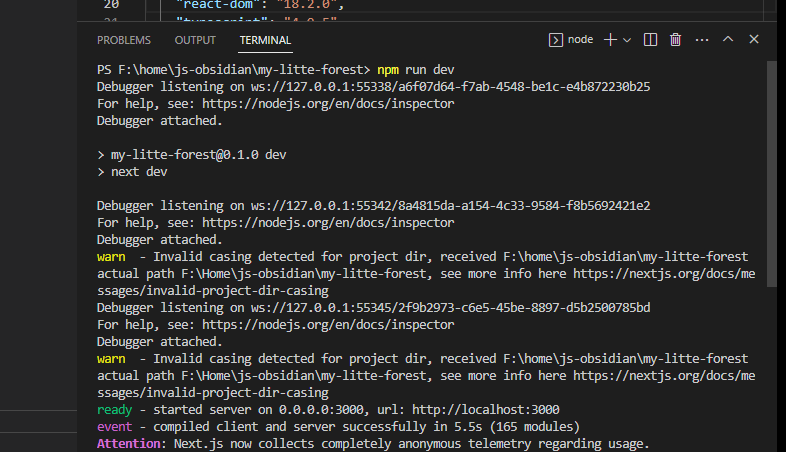 20 "react-dom": "18.2.0",
21 "typescript": "4.9.5"
PROBLEMS OUTPUT TERMINAL node
PS F:\home\js-obsidian\my-litte-forest> npm run dev
Debugger listening on ws://127.0.0.1:55338/a6f07d64-f7ab-4548-be1c-e4b872230b25
For help, see: https://nodejs.org/en/docs/inspector
Debugger attached.
> my-litte-forest@0.1.0 dev
> next dev
Debugger listening on ws://127.0.0.1:55342/8a4815da-a154-4c33-9584-f8b5692421e2
For help, see: https://nodejs.org/en/docs/inspector
Debugger attached.
warn - Invalid casing detected for project dir, received F:\home\js-obsidian\my-litte-forest
actual path F:\Home\js-obsidian\my-litte-forest, see more info here https://nextjs.org/docs/me
ssages/invalid-project-dir-casing
Debugger listening on ws://127.0.0.1:55345/2f9b2973-c6e5-45be-8897-d5b2500785bd
For help, see: https://nodejs.org/en/docs/inspector
Debugger attached.
warn - Invalid casing detected for project dir, received F:\home\js-obsidian\my-litte-forest
actual path F:\Home\js-obsidian\my-litte-forest, see more info here https://nextjs.org/docs/me
ssages/invalid-project-dir-casing
ready - started server on 0.0.0.0:3000, url: http://localhost:3000
event - compiled client and server successfully in 5.5s (165 modules)
Attention: Next.js now collects completely anonymous telemetry regarding usage.